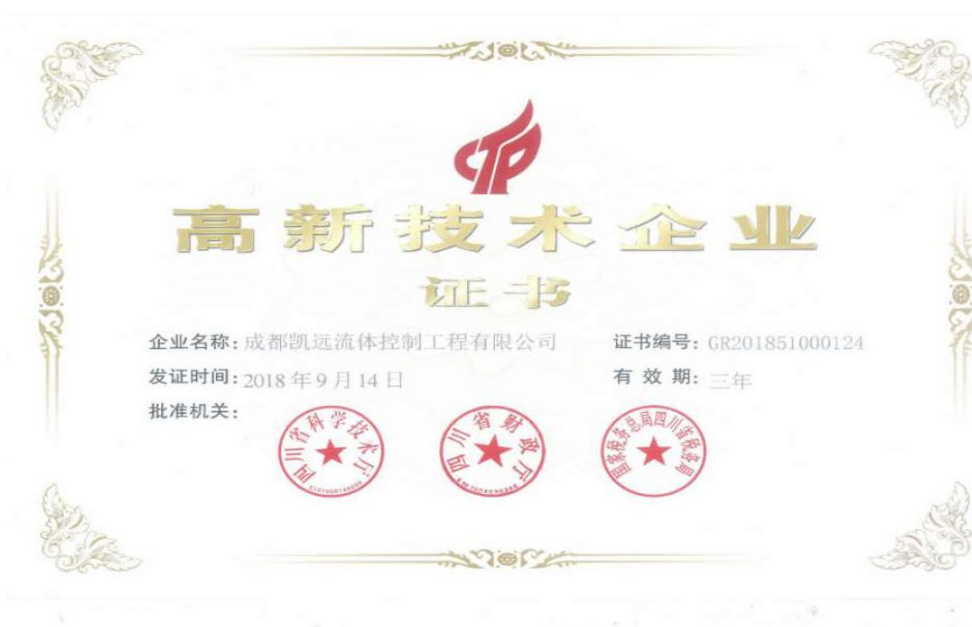 高新技术企业
证书
企业名称：成都凯远流体控制工程有限公司 证书编号：GR201851000124
发证时间：2018年9月14日 有效期：三年
批准机关：
四川省科学技术厅
四川省财政厅
国家税务总局四川省税务局